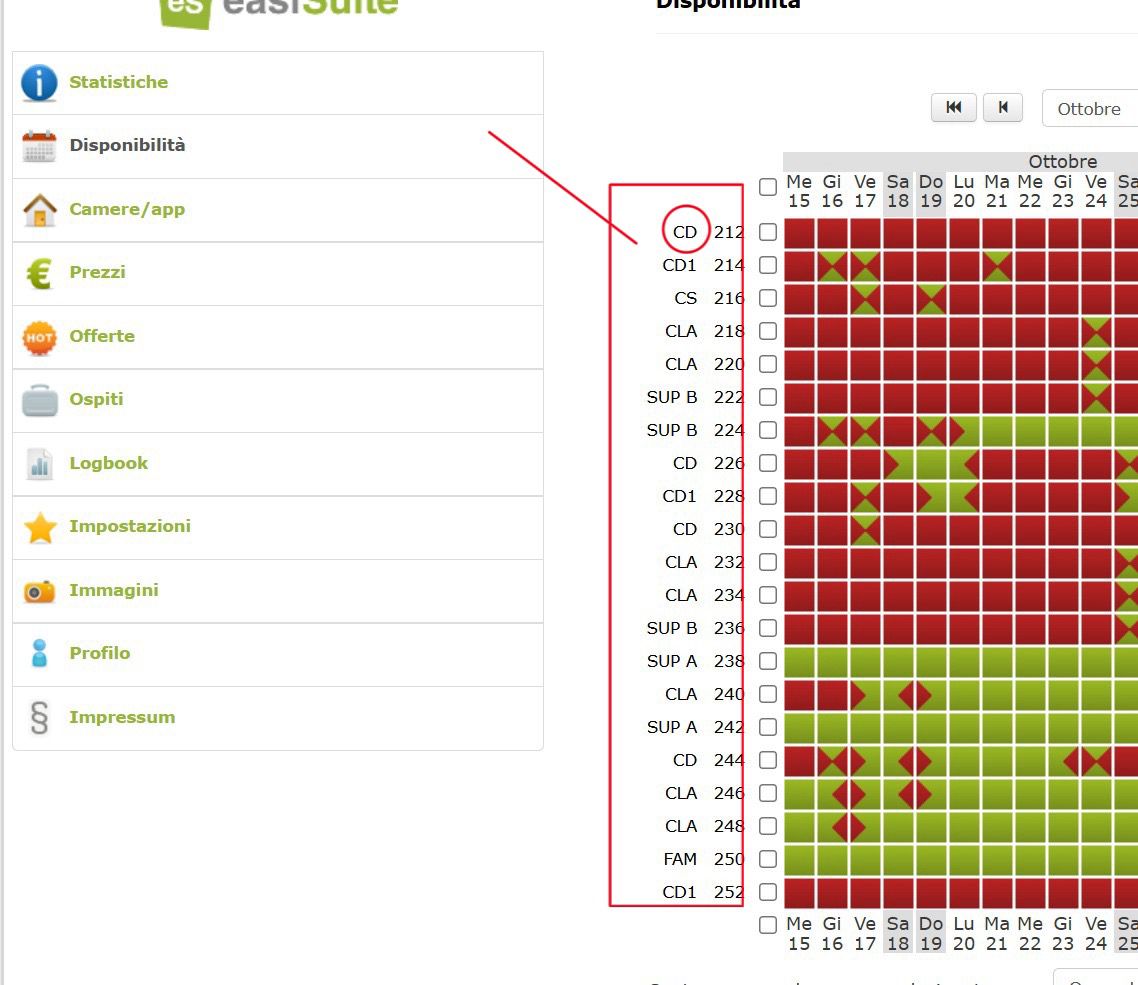 es easiSuite
Disponibilità
Statistiche
Disponibilità
Camere/app
Prezzi
HOT
Offerte
Ospiti
Logbook
Impostazioni
Immagini
Profilo
§ Impressum
Ottobre
Ottobre
Me Gi Ve Sa Do Lu Ma Me Gi Ve Sa
15 16 17 18 19 20 21 22 23 24 25
CD 212
CD1 214
CS 216
CLA 218
CLA 220
SUP B 222
SUP B 224
CD 226
CD1 228
CD 230
CLA 232
CLA 234
SUP B 236
SUP A 238
CLA 240
SUP A 242
CD 244
CLA 246
CLA 248
FAM 250
CD1 252
Me Gi Ve Sa Do Lu Ma Me Gi Ve Sa
15 16 17 18 19 20 21 22 23 24 25